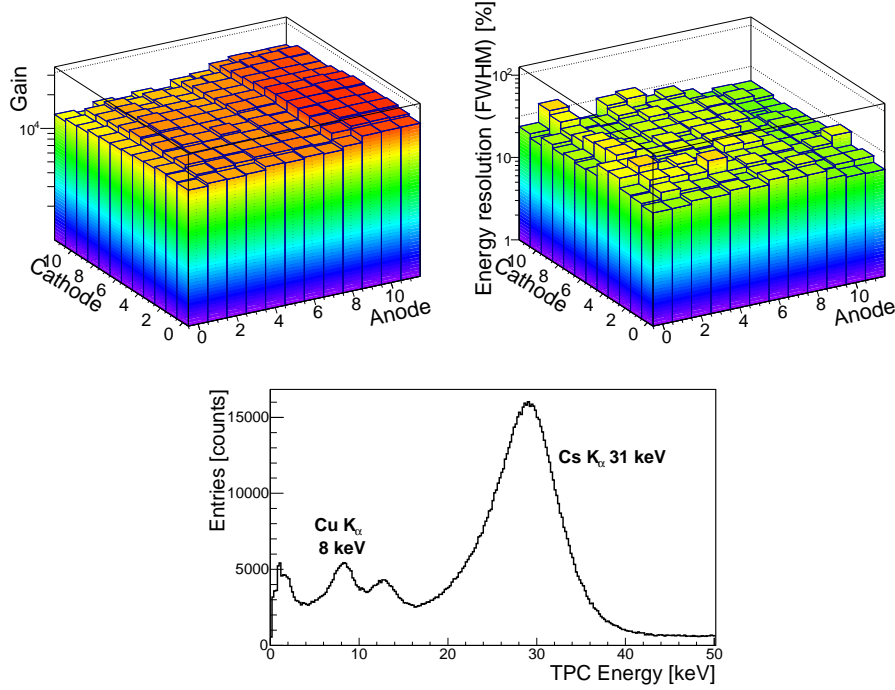 Gain
10⁴
Cathode
10
8
6
4
2
0
0
2
4
6
8
10
Anode
Energy resolution (FWHM) [%]
10²
10
1
Cathode
10
8
6
4
2
0
0
2
4
6
8
10
Anode
Entries [counts]
15000
10000
5000
0
Cu Kα
8 keV
Cs Kα 31 keV
0 10 20 30 40 50
TPC Energy [keV]